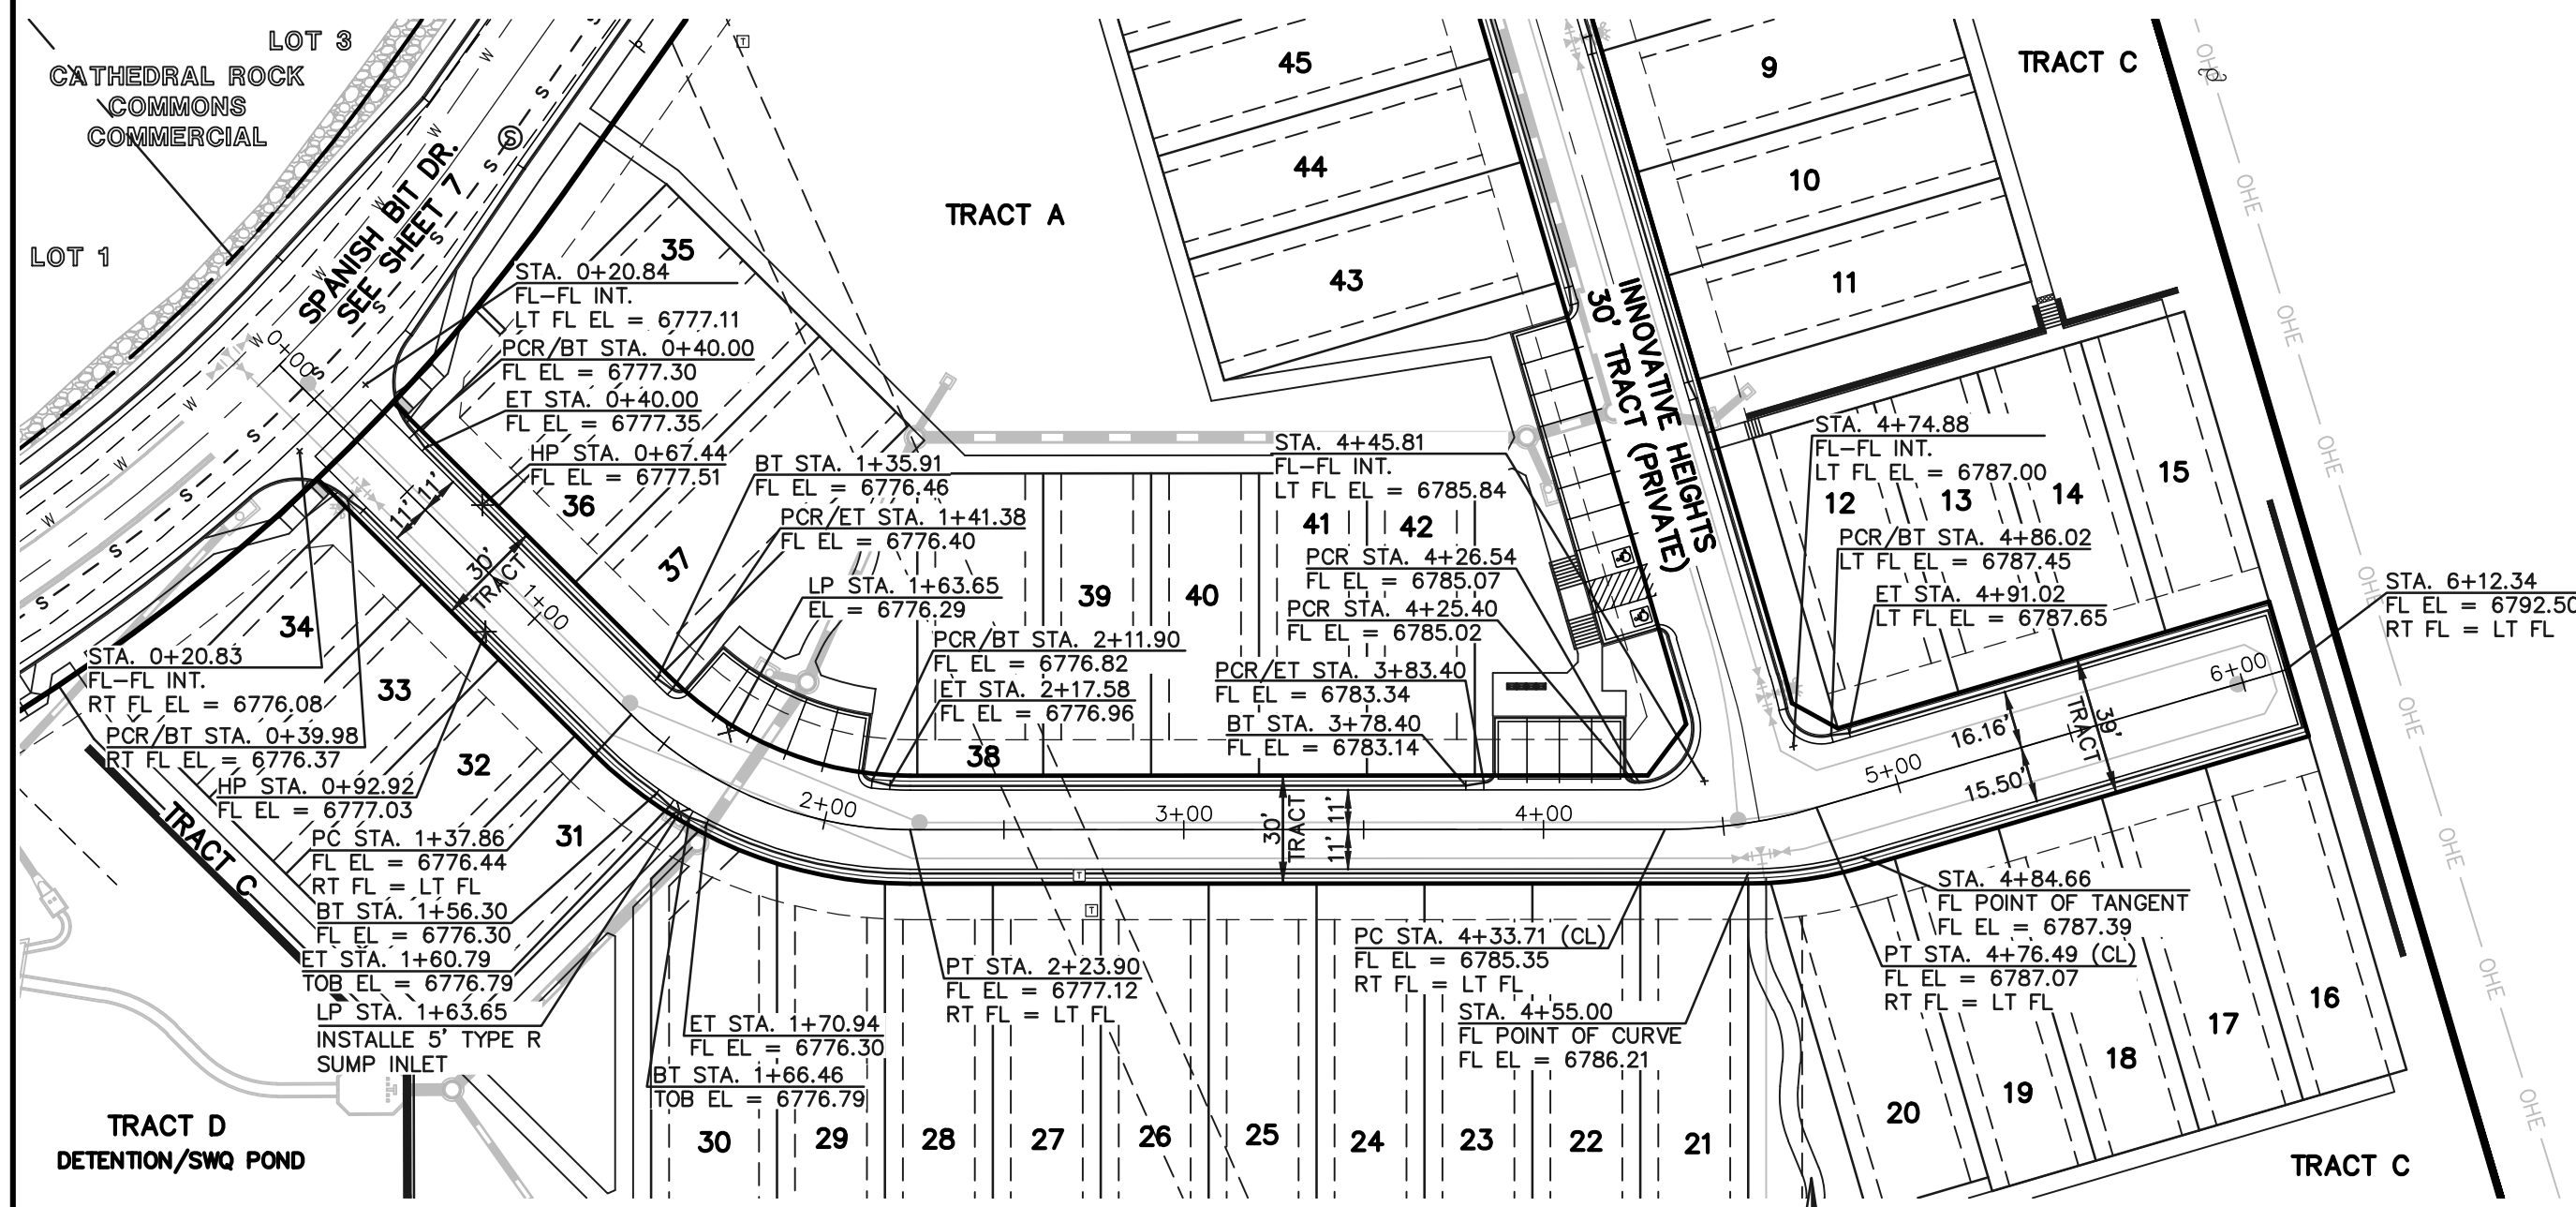 LOT 3
CATHEDRAL ROCK
COMMONS
COMMERCIAL
LOT 1
SPANISH BIT DR.
SEE SHEET 7
TRACT A
TRACT C
45
44
43
9
10
11
INNOVATIVE HEIGHTS
30' TRACT (PRIVATE)
35
STA. 0+20.84
FL-FL INT.
LT FL EL = 6777.11
PCR/BT STA. 0+40.00
FL EL = 6777.30
ET STA. 0+40.00
FL EL = 6777.35
HP STA. 0+67.44
FL EL = 6777.51
36
37
BT STA. 1+35.91
FL EL = 6776.46
PCR/ET STA. 1+41.38
FL EL = 6776.40
LP STA. 1+63.65
EL = 6776.29
PCR/BT STA. 2+11.90
FL EL = 6776.82
ET STA. 2+17.58
FL EL = 6776.96
38
39
40
41
42
STA. 4+45.81
FL-FL INT.
LT FL EL = 6785.84
PCR STA. 4+26.54
FL EL = 6785.07
PCR STA. 4+25.40
FL EL = 6785.02
PCR/ET STA. 3+83.40
FL EL = 6783.34
BT STA. 3+78.40
FL EL = 6783.14
STA. 4+74.88
FL-FL INT.
LT FL EL = 6787.00
12
13
14
15
PCR/BT STA. 4+86.02
LT FL EL = 6787.45
ET STA. 4+91.02
LT FL EL = 6787.65
STA. 6+12.34
FL EL = 6792.50
RT FL = LT FL
0+00
11' 11'
30'
TRACT
1+00
2+00
3+00
4+00
5+00
6+00
30'
TRACT
11' 11'
16.16'
15.50'
39'
TRACT
34
33
32
31
STA. 0+20.83
FL-FL INT.
RT FL EL = 6776.08
PCR/BT STA. 0+39.98
RT FL EL = 6776.37
HP STA. 0+92.92
FL EL = 6777.03
PC STA. 1+37.86
FL EL = 6776.44
RT FL = LT FL
BT STA. 1+56.30
FL EL = 6776.30
ET STA. 1+60.79
TOB EL = 6776.79
LP STA. 1+63.65
INSTALLE 5' TYPE R
SUMP INLET
TRACT C
ET STA. 1+70.94
FL EL = 6776.30
BT STA. 1+66.46
TOB EL = 6776.79
PT STA. 2+23.90
FL EL = 6777.12
RT FL = LT FL
PC STA. 4+33.71 (CL)
FL EL = 6785.35
RT FL = LT FL
STA. 4+55.00
FL POINT OF CURVE
FL EL = 6786.21
STA. 4+84.66
FL POINT OF TANGENT
FL EL = 6787.39
PT STA. 4+76.49 (CL)
FL EL = 6787.07
RT FL = LT FL
TRACT D
DETENTION/SWQ POND
30
29
28
27
26
25
24
23
22
21
20
19
18
17
16
TRACT C
OHE
OHE
OHE
OHE
OHE
OHE
OHE
OHE
OHE
W
W
W
W
W
W
W
W
S
S
S
S
S
S
S
S
S
S
T
T
T